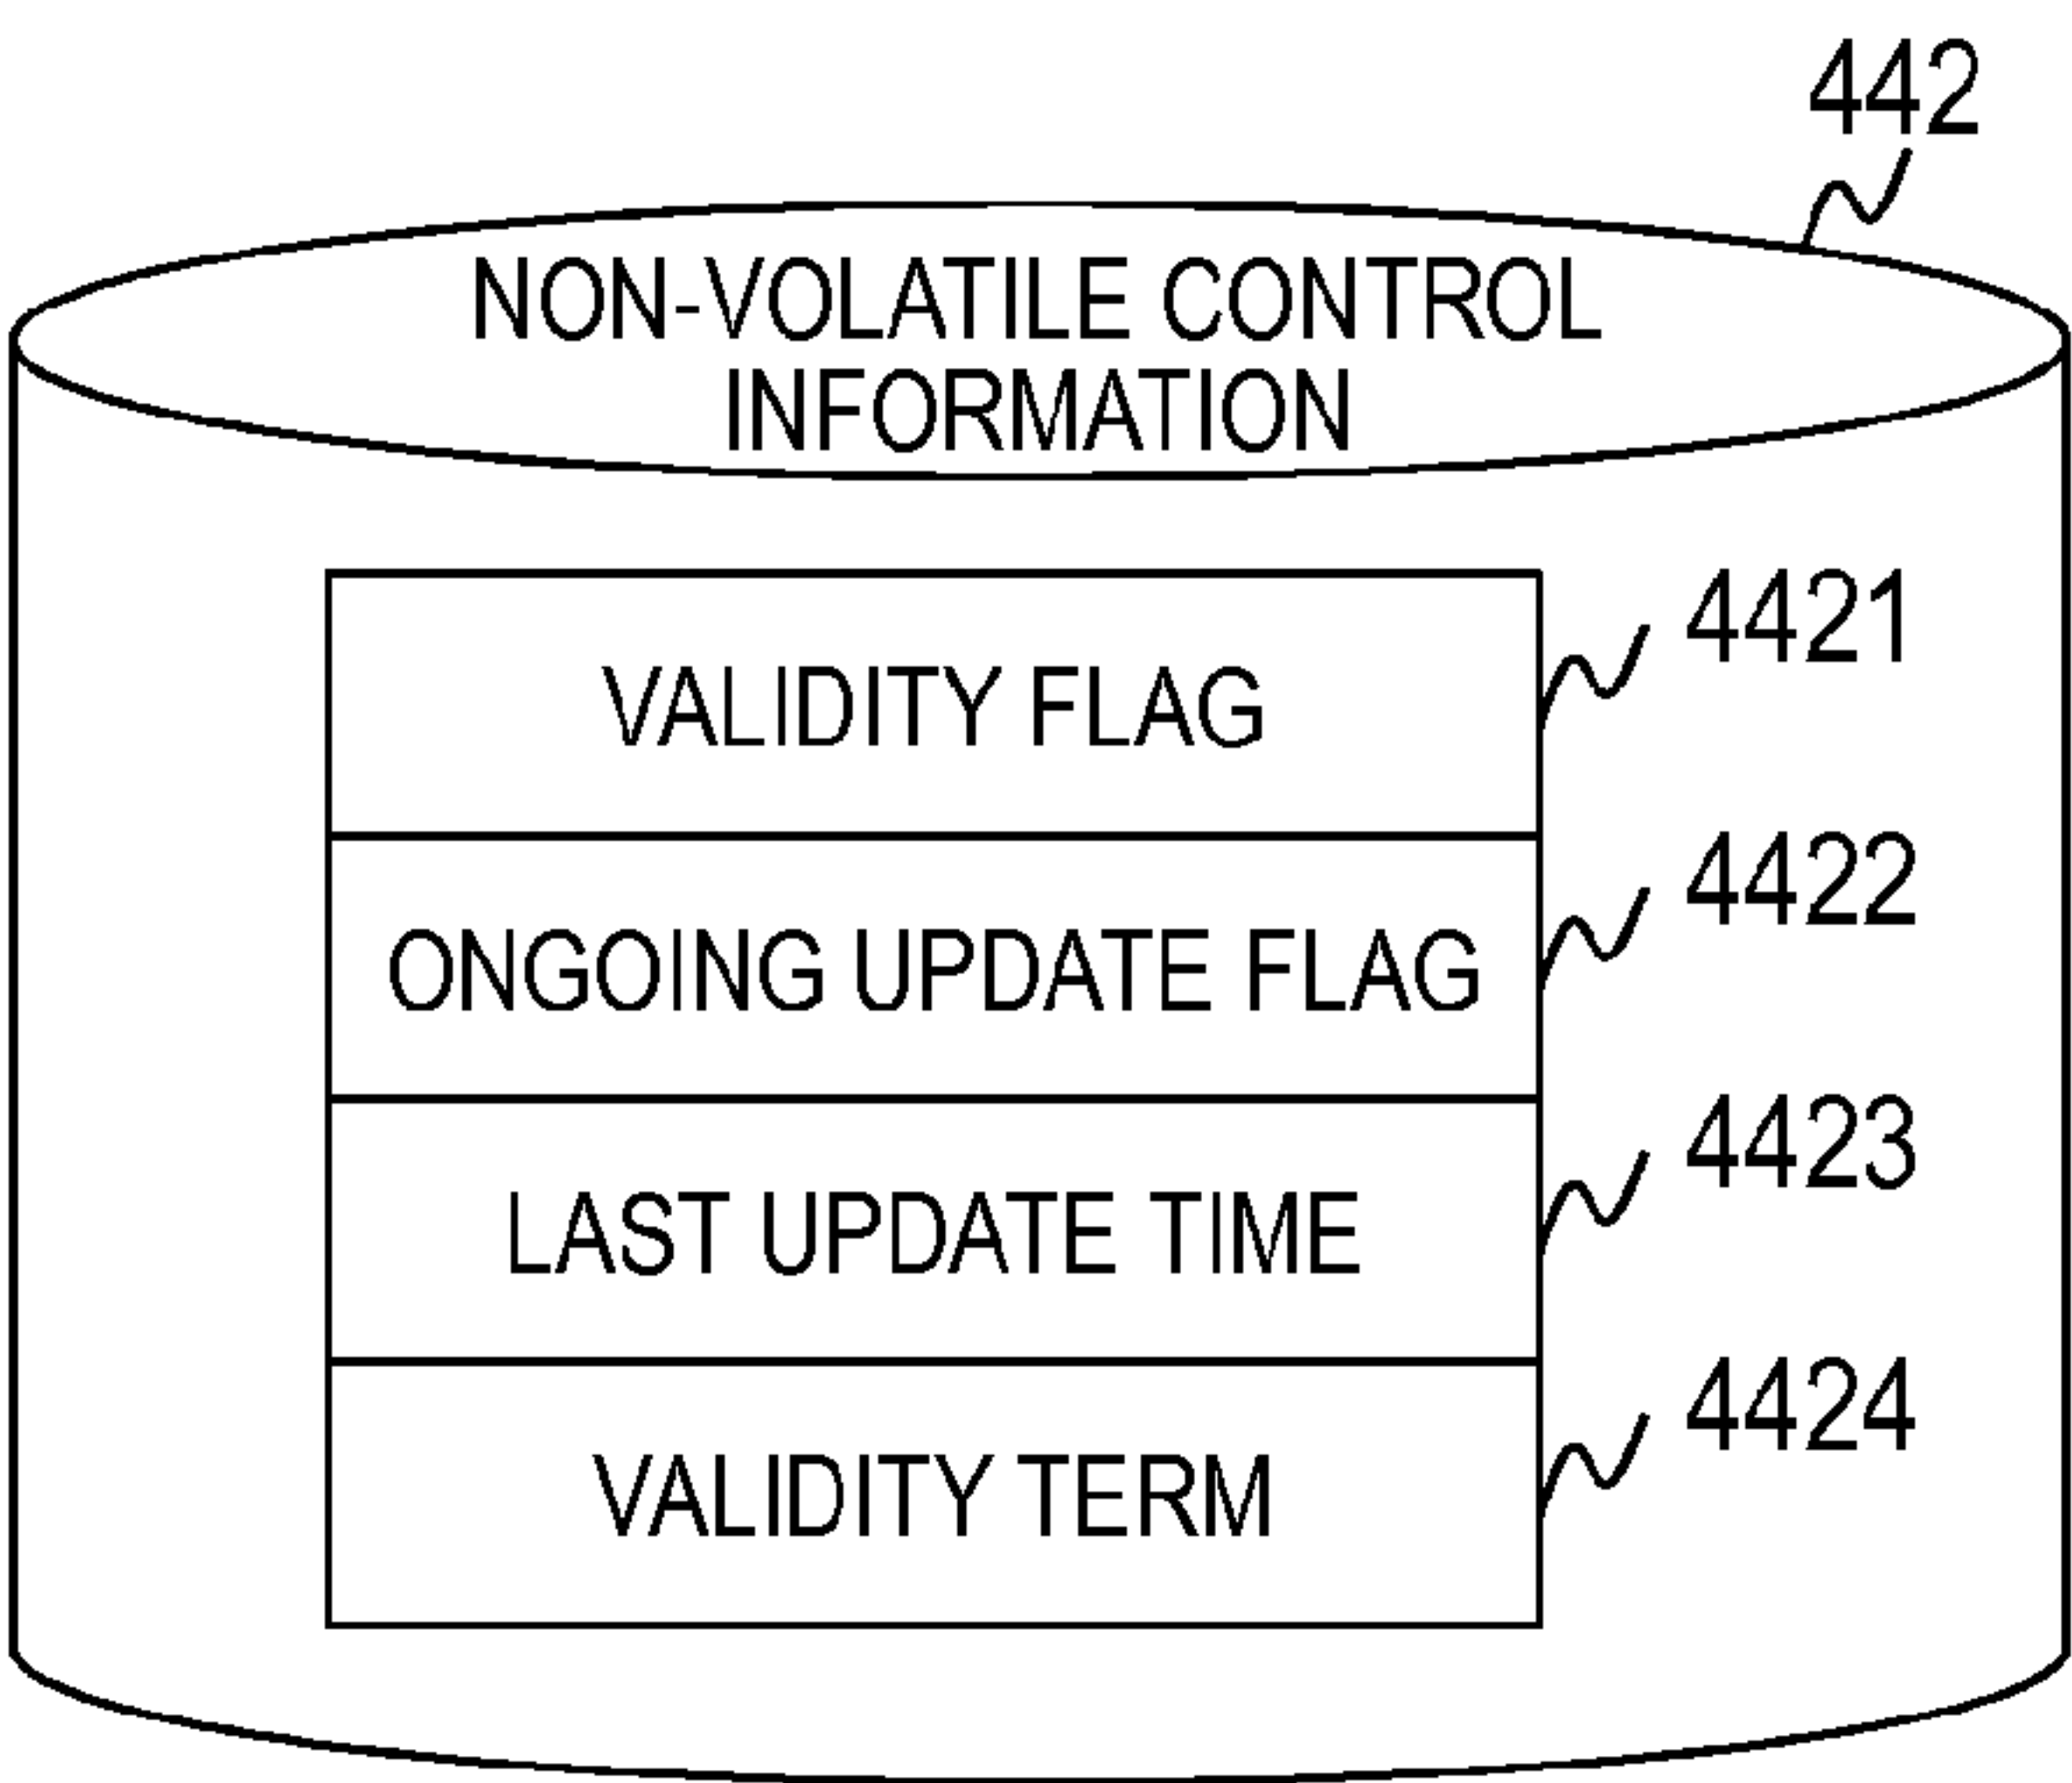 442
NON-VOLATILE CONTROL
INFORMATION
VALIDITY FLAG
4421
ONGOING UPDATE FLAG
4422
LAST UPDATE TIME
4423
VALIDITY TERM
4424